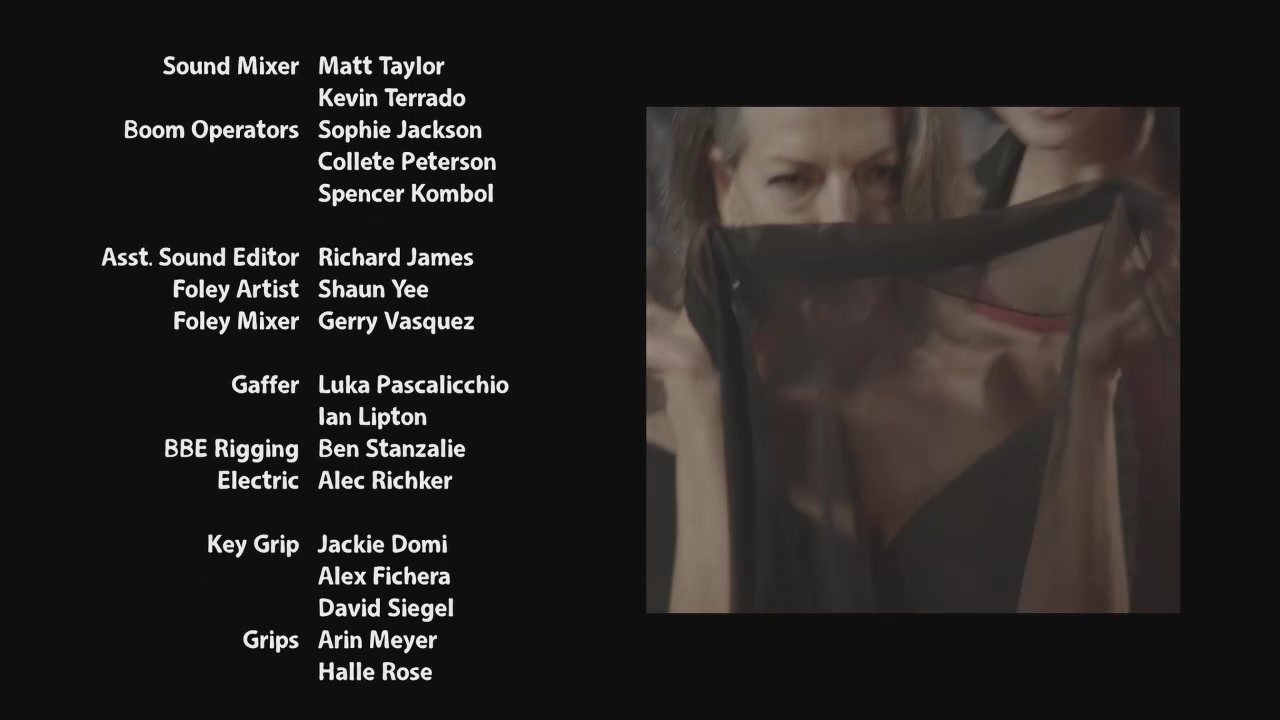 Sound Mixer Matt Taylor
Kevin Terrado
Boom Operators Sophie Jackson
Collete Peterson
Spencer Kombol
Asst. Sound Editor Richard James
Foley Artist Shaun Yee
Foley Mixer Gerry Vasquez
Gaffer Luka Pascalicchio
Ian Lipton
BBE Rigging Ben Stanzalie
Electric Alec Richker
Key Grip Jackie Domi
Alex Fichera
David Siegel
Grips Arin Meyer
Halle Rose